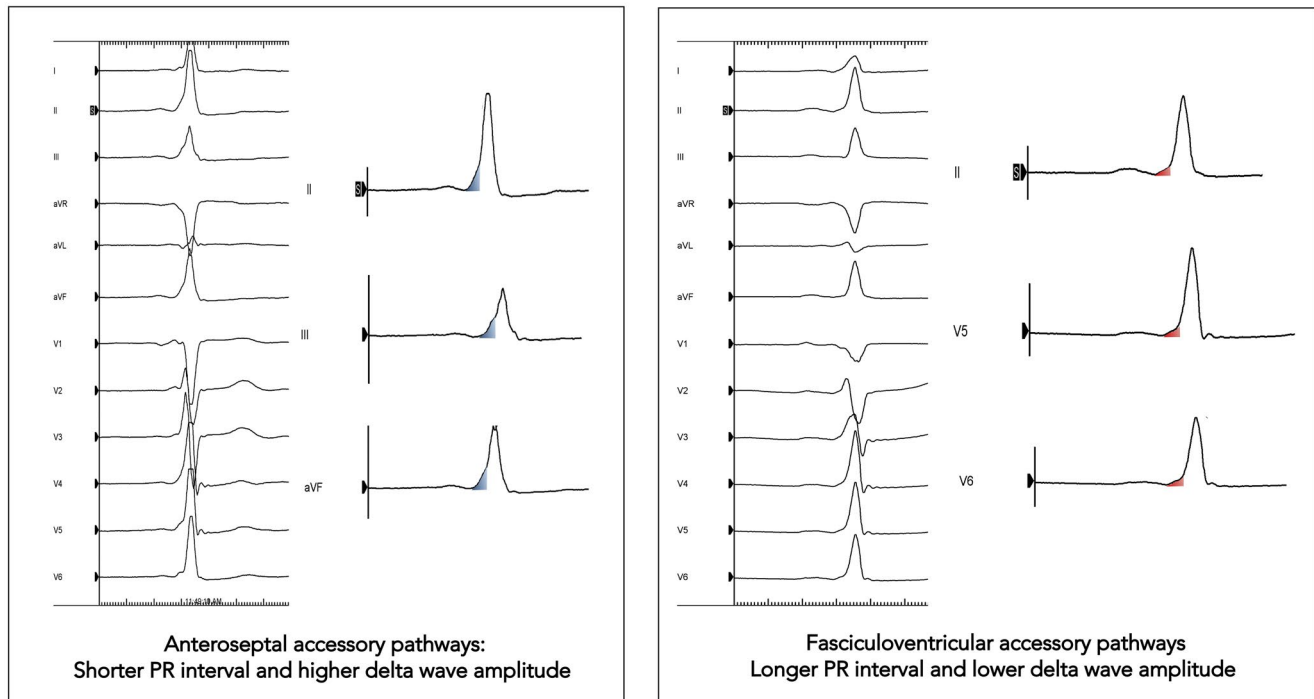 I
II
S
III
aVR
aVL
aVF
V1
V2
V3
V4
V5
V6
II
S
III
aVF
Anteroseptal accessory pathways:
Shorter PR interval and higher delta wave amplitude
I
II
S
III
aVR
aVL
aVF
V1
V2
V3
V4
V5
V6
II
S
V5
V6
Fasciculoventricular accessory pathways
Longer PR interval and lower delta wave amplitude